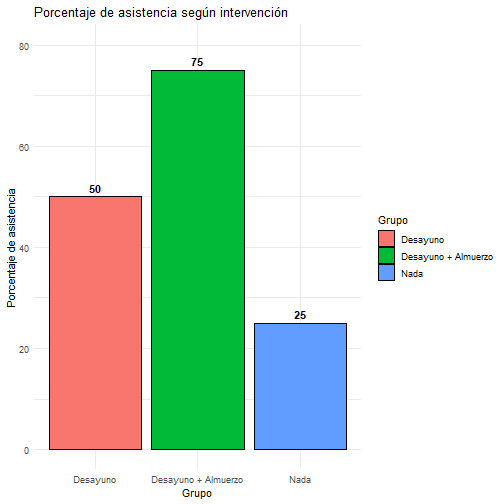 Porcentaje de asistencia según intervención
80
60
40
20
0
Porcentaje de asistencia
50
75
25
Desayuno
Desayuno + Almuerzo
Nada
Grupo
Grupo
Desayuno
Desayuno + Almuerzo
Nada